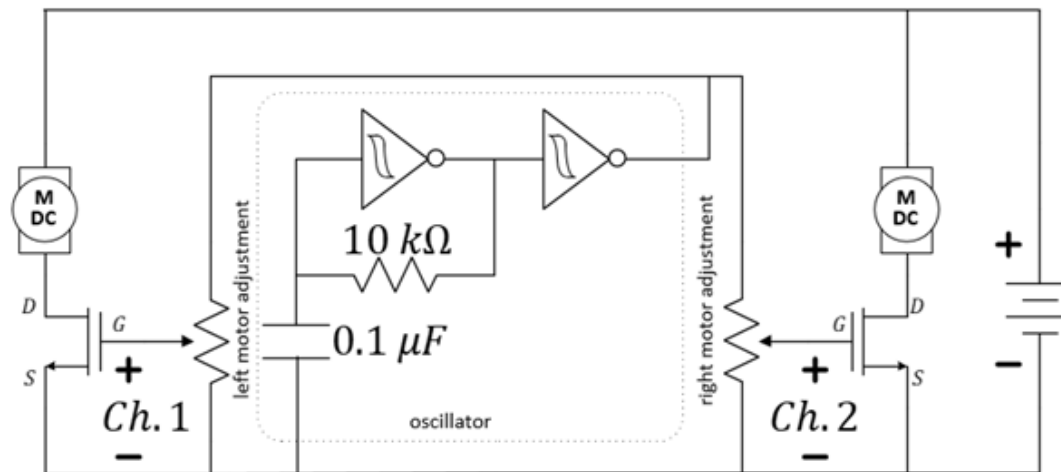 M
DC
D
G
S
+
Ch. 1
−
left motor adjustment
10 kΩ
0.1 μF
oscillator
right motor adjustment
M
DC
D
G
S
+
Ch. 2
−
+
−